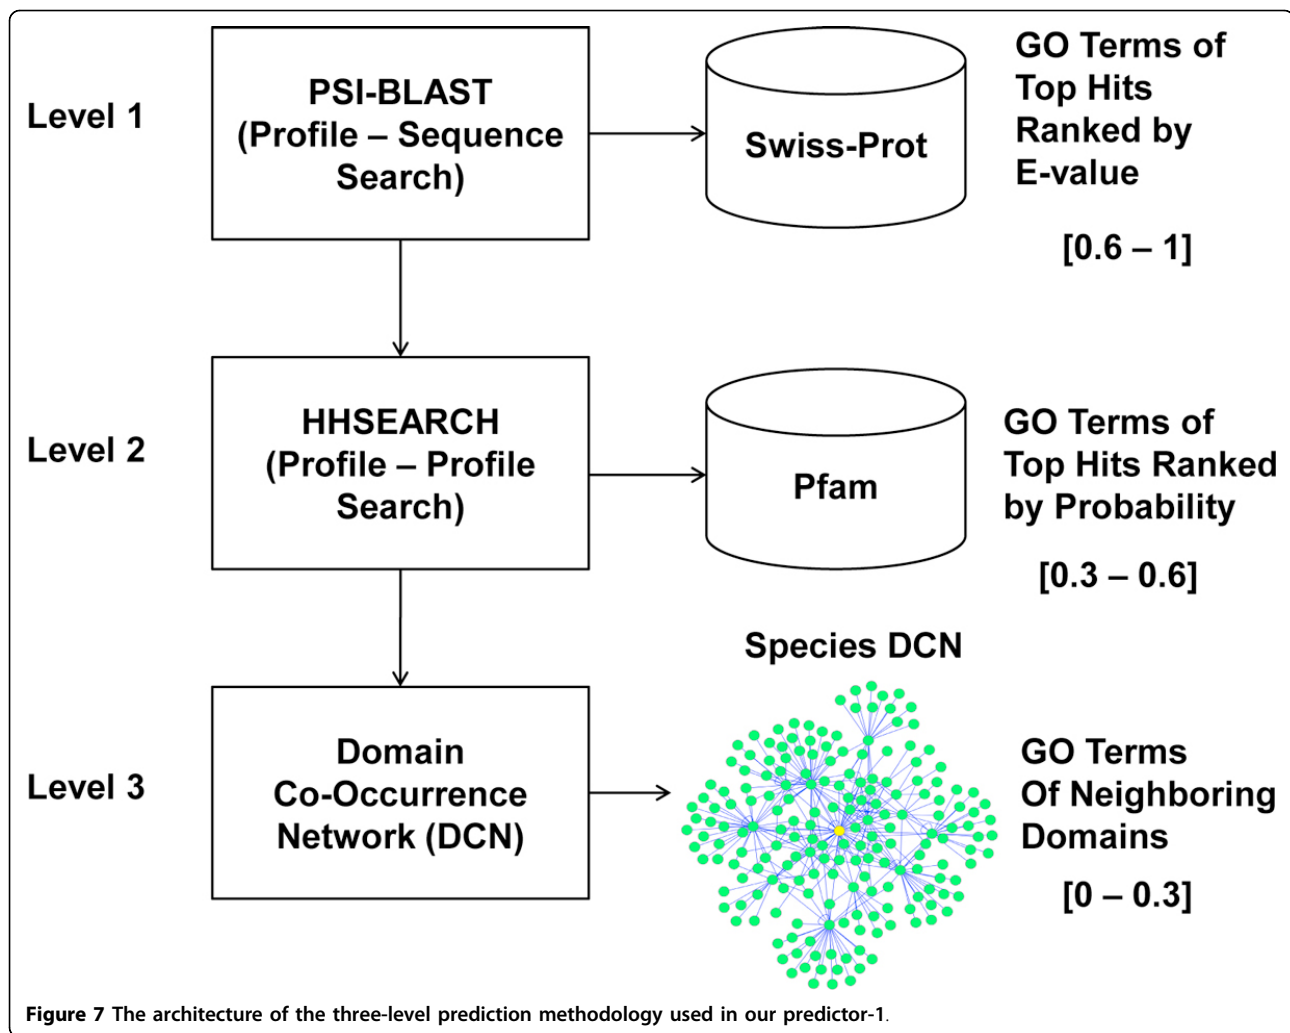 Level 1
PSI-BLAST
(Profile – Sequence
Search)
Swiss-Prot
GO Terms of
Top Hits
Ranked by
E-value
[0.6 – 1]
Level 2
HHSEARCH
(Profile – Profile
Search)
Pfam
GO Terms of
Top Hits Ranked
by Probability
[0.3 – 0.6]
Species DCN
Level 3
Domain
Co-Occurrence
Network (DCN)
GO Terms
Of Neighboring
Domains
[0 – 0.3]
Figure 7 The architecture of the three-level prediction methodology used in our predictor-1.